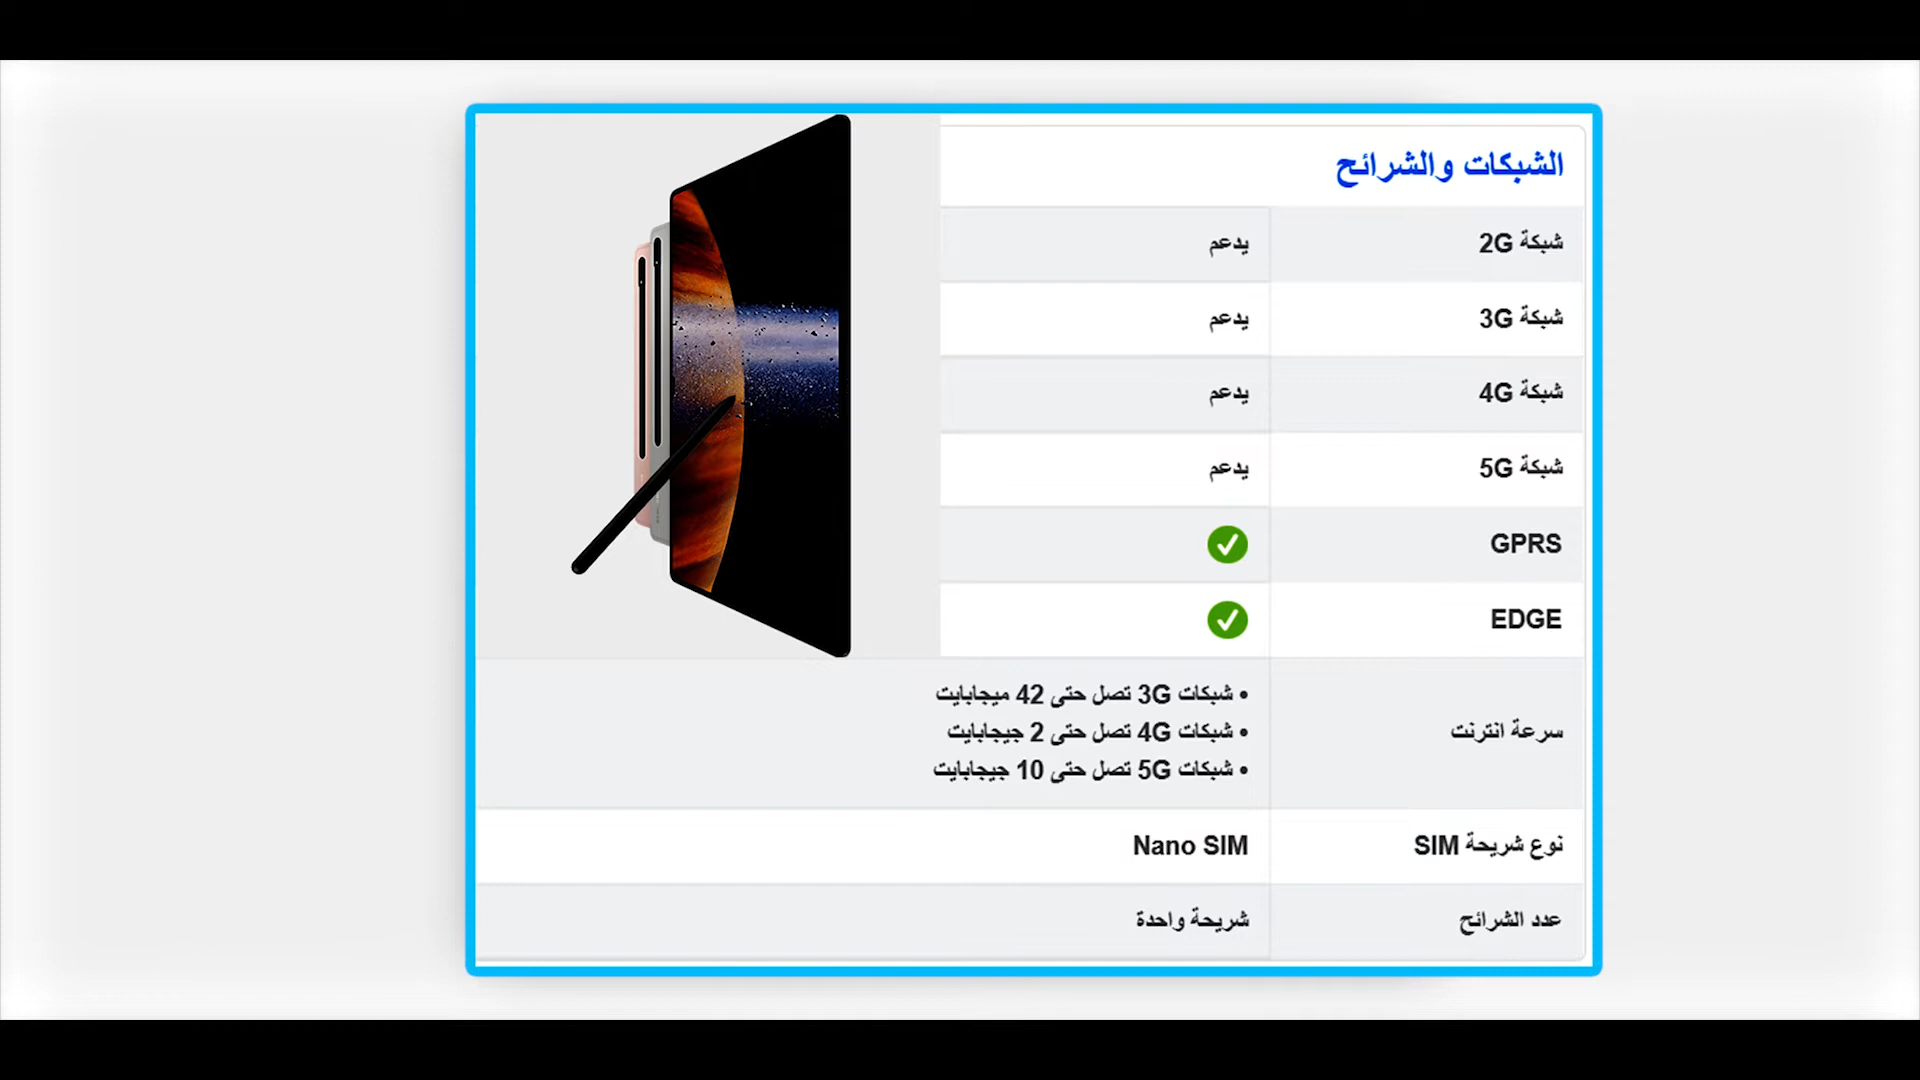 الشبكات والشرائح
شبكة 2G يدعم
شبكة 3G يدعم
شبكة 4G يدعم
شبكة 5G يدعم
GPRS
EDGE
سرعة انترنت
• شبكات 3G تصل حتى 42 ميجابايت
• شبكات 4G تصل حتى 2 جيجابايت
• شبكات 5G تصل حتى 10 جيجابايت
نوع شريحة SIM Nano SIM
عدد الشرائح شريحة واحدة